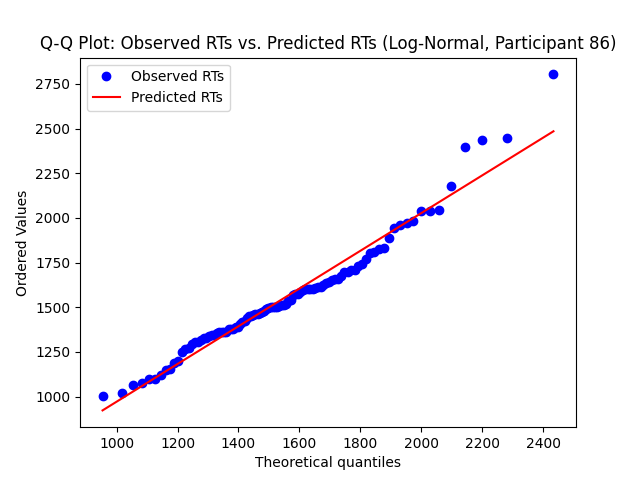 Q-Q Plot: Observed RTs vs. Predicted RTs (Log-Normal, Participant 86)
Observed RTs
Predicted RTs
2750
2500
2250
2000
1750
1500
1250
1000
Ordered Values
1000 1200 1400 1600 1800 2000 2200 2400
Theoretical quantiles